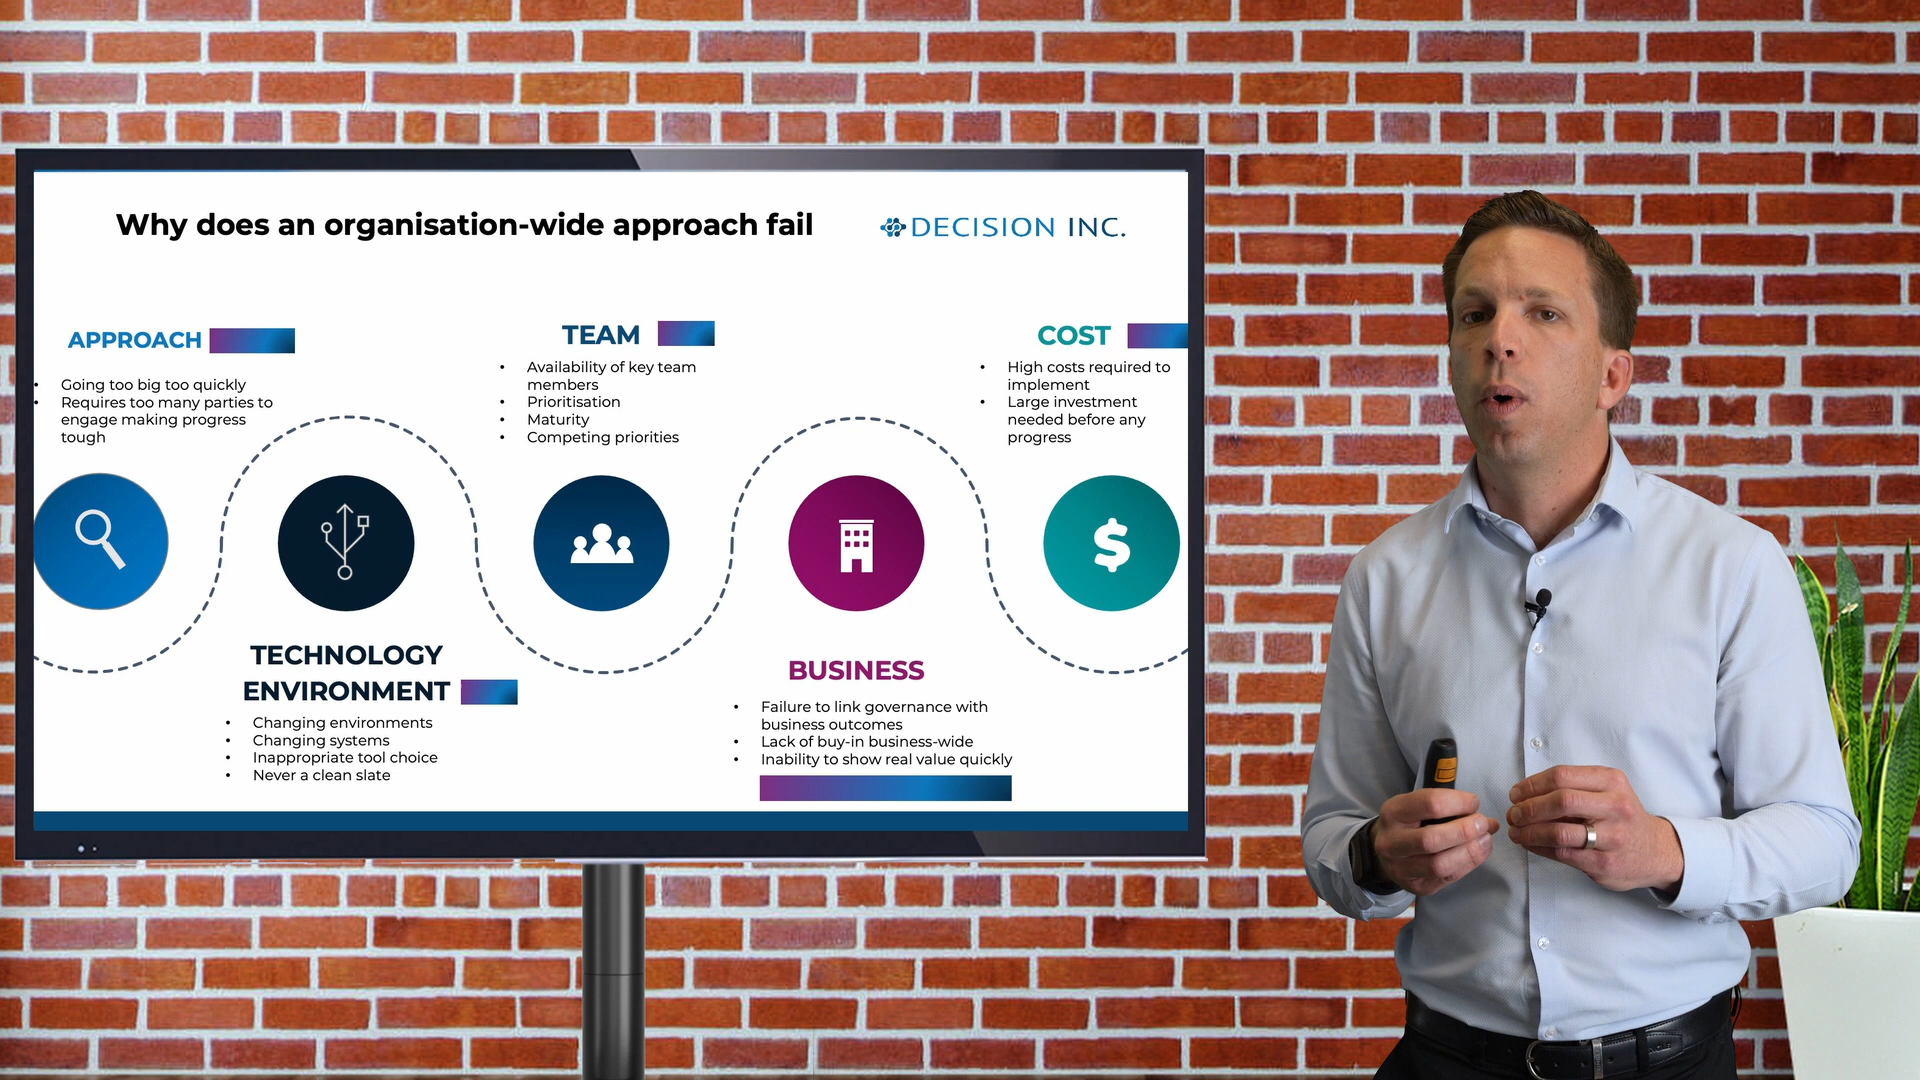 Why does an organisation-wide approach fail
DECISION INC.
APPROACH
• Going too big too quickly
• Requires too many parties to
engage making progress
tough
TECHNOLOGY
ENVIRONMENT
• Changing environments
• Changing systems
• Inappropriate tool choice
• Never a clean slate
TEAM
• Availability of key team
members
• Prioritisation
• Maturity
• Competing priorities
BUSINESS
• Failure to link governance with
business outcomes
• Lack of buy-in business-wide
• Inability to show real value quickly
COST
• High costs required to
implement
• Large investment
needed before any
progress
$